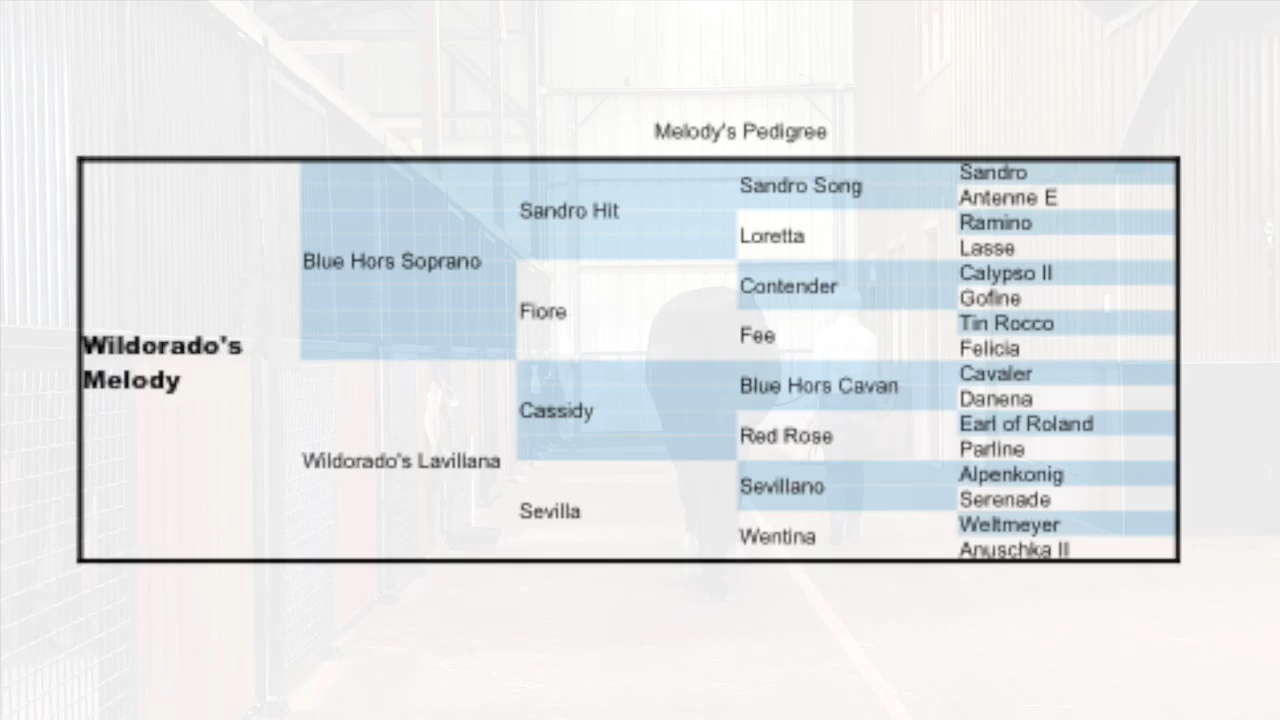 Melody's Pedigree
Sandro
Sandro Song
Antenne E
Sandro Hit
Ramino
Loretta
Lasse
Blue Hors Soprano
Calypso II
Contender
Gofine
Fiore
Tin Rocco
Fee
Felicia
Wildorado's
Melody
Cavaler
Blue Hors Cavan
Danena
Cassidy
Earl of Roland
Red Rose
Parline
Wildorado's Lavillana
Alpenkonig
Sevillano
Serenade
Sevilla
Weltmeyer
Wentina
Anuschka II